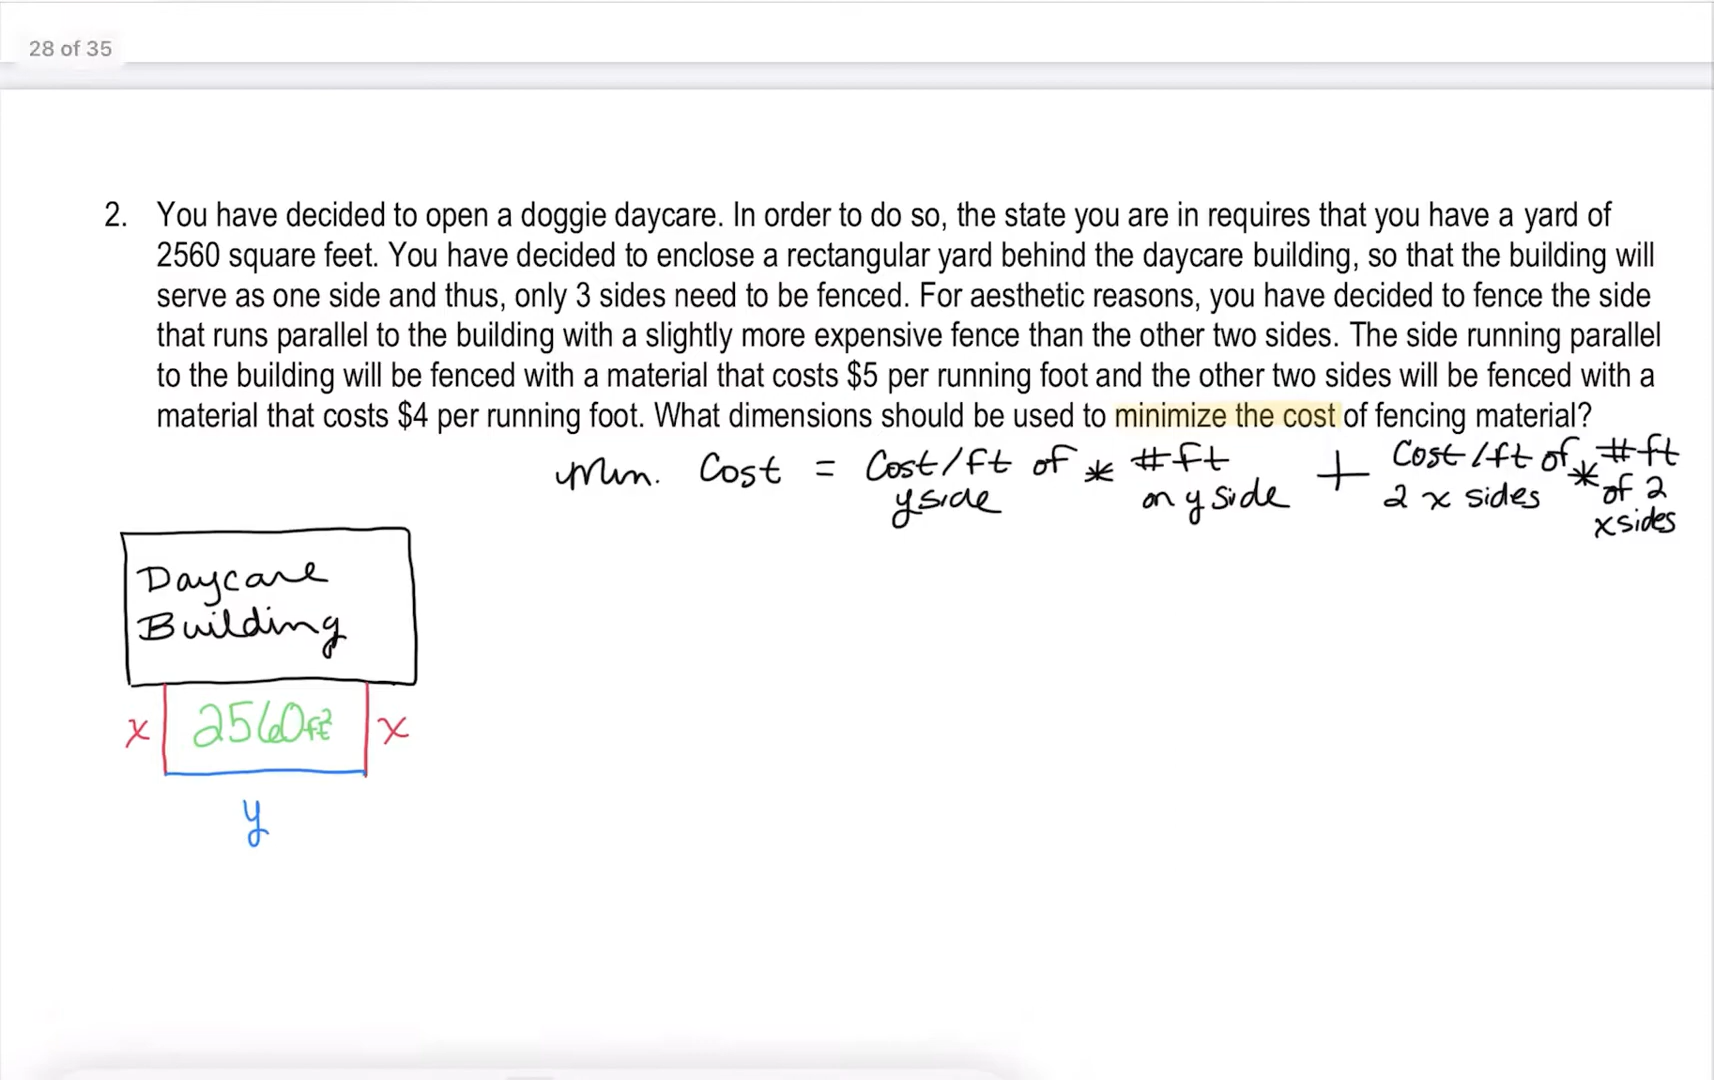 28 of 35
2. You have decided to open a doggie daycare. In order to do so, the state you are in requires that you have a yard of
2560 square feet. You have decided to enclose a rectangular yard behind the daycare building, so that the building will
serve as one side and thus, only 3 sides need to be fenced. For aesthetic reasons, you have decided to fence the side
that runs parallel to the building with a slightly more expensive fence than the other two sides. The side running parallel
to the building will be fenced with a material that costs $5 per running foot and the other two sides will be fenced with a
material that costs $4 per running foot. What dimensions should be used to minimize the cost of fencing material?
Min. Cost = Cost/ft of * #ft + Cost/ft of * #ft
y side on y side 2 x sides of 2
x sides
Daycare
Building
x 2560ft² x
y